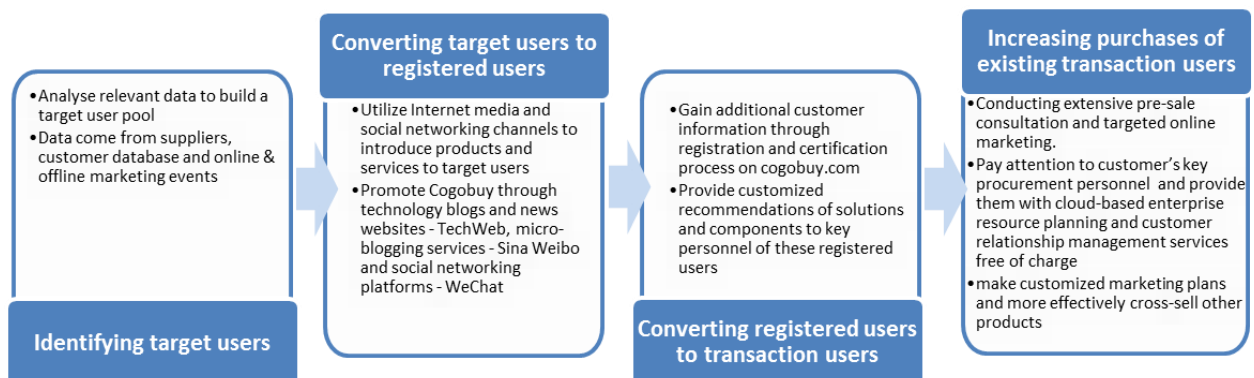 •Analyse relevant data to build a
target user pool
•Data come from suppliers,
customer database and online &
offline marketing events
Identifying target users
Converting target users to
registered users
•Utilize Internet media and
social networking channels to
introduce products and
services to target users
•Promote Cogobuy through
technology blogs and news
websites - TechWeb, micro-
blogging services - Sina Weibo
and social networking
platforms - WeChat
•Gain additional customer
information through
registration and certification
process on cogobuy.com
•Provide customized
recommendations of solutions
and components to key
personnel of these registered
users
Converting registered users
to transaction users
Increasing purchases of
existing transaction users
•Conducting extensive pre-sale
consultation and targeted online
marketing.
•Pay attention to customer's key
procurement personnel and provide
them with cloud-based enterprise
resource planning and customer
relationship management services
free of charge
•make customized marketing plans
and more effectively cross-sell other
products